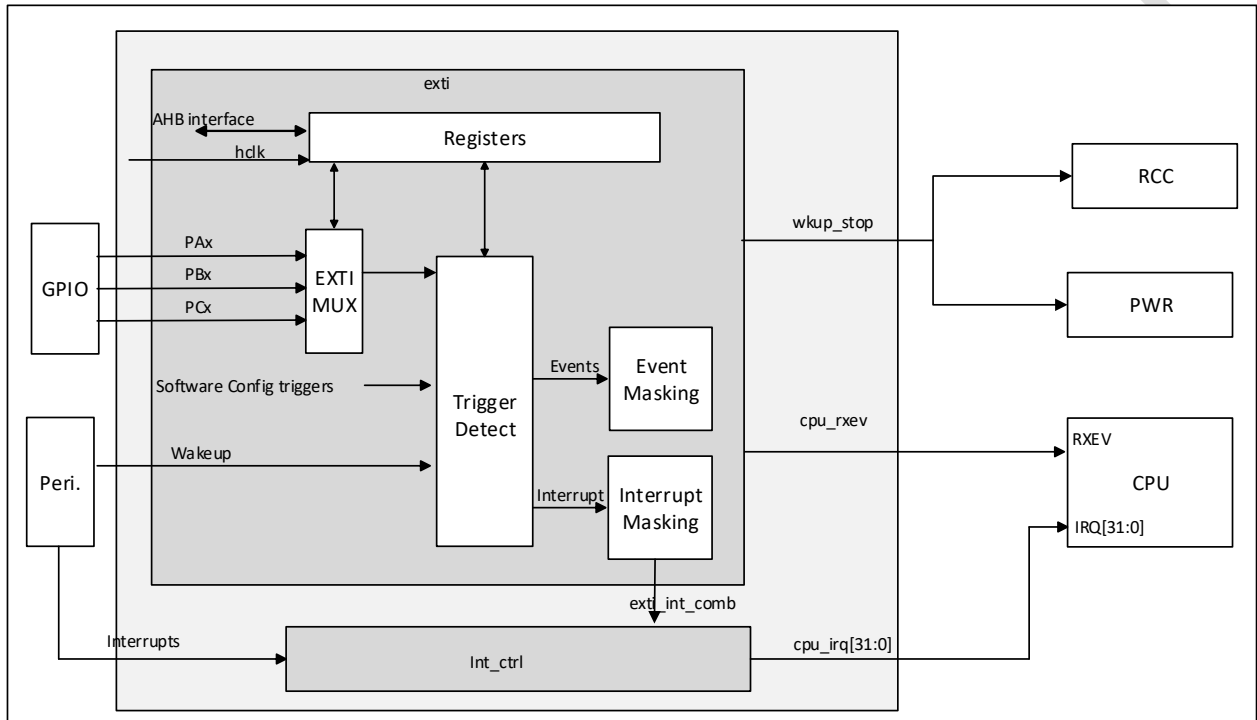 exti
AHB interface
Registers
hclk
RCC
wkup_stop
PAx
GPIO
PBx
EXTI
MUX
PCx
PWR
Events
Event
Masking
Software Config triggers
Trigger
Detect
cpu_rxev
RXEV
Wakeup
CPU
Peri.
Interrupt
Interrupt
Masking
IRQ[31:0]
exti_int_comb
Interrupts
cpu_irq[31:0]
Int_ctrl